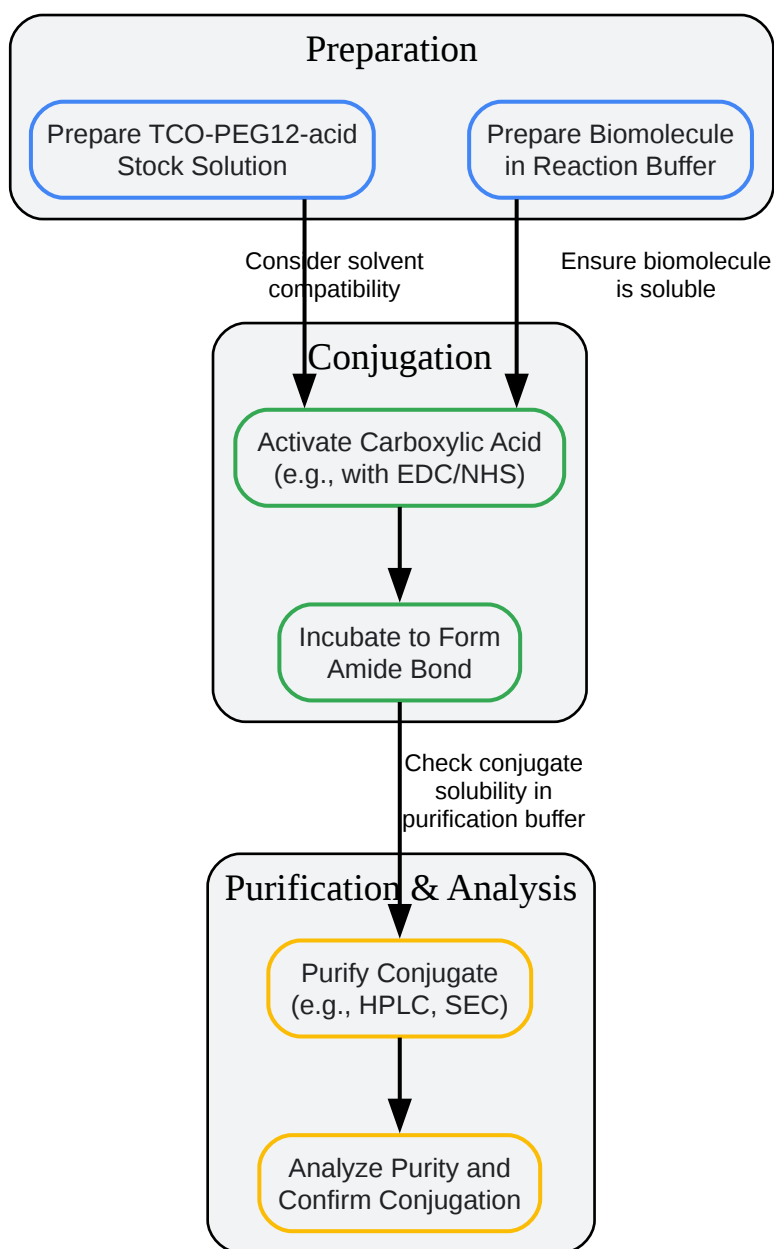 Preparation
Prepare TCO-PEG12-acid
Stock Solution
Prepare Biomolecule
in Reaction Buffer
Consider solvent
compatibility
Ensure biomolecule
is soluble
Conjugation
Activate Carboxylic Acid
(e.g., with EDC/NHS)
Incubate to Form
Amide Bond
Check conjugate
solubility in
purification buffer
Purification & Analysis
Purify Conjugate
(e.g., HPLC, SEC)
Analyze Purity and
Confirm Conjugation